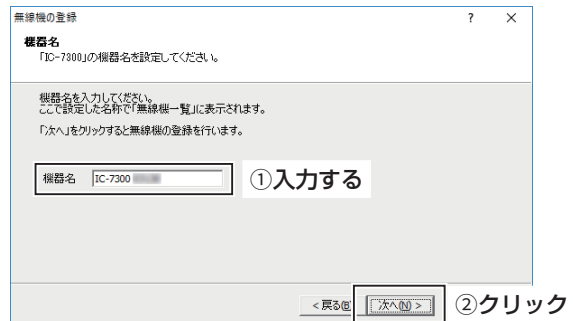 無線機の登録 ?
機器名
「IC-7300」の機器名を設定してください。
機器名を入力してください。
ここで設定した名称で「無線機一覧」に表示されます。
「次へ」をクリックすると無線機の登録を行います。
機器名 IC-7300
①入力する
< 戻る(B) 次へ(N) >
②クリック